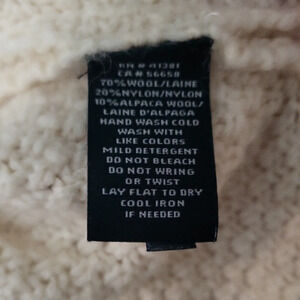 RN # 41381
CA # 56658
70% WOOL/LAINE
20% NYLON/NYLON
10% ALPACA WOOL/
LAINE D'ALPAGA
HAND WASH COLD
WASH WITH
LIKE COLORS
MILD DETERGENT
DO NOT BLEACH
DO NOT WRING
OR TWIST
LAY FLAT TO DRY
COOL IRON
IF NEEDED